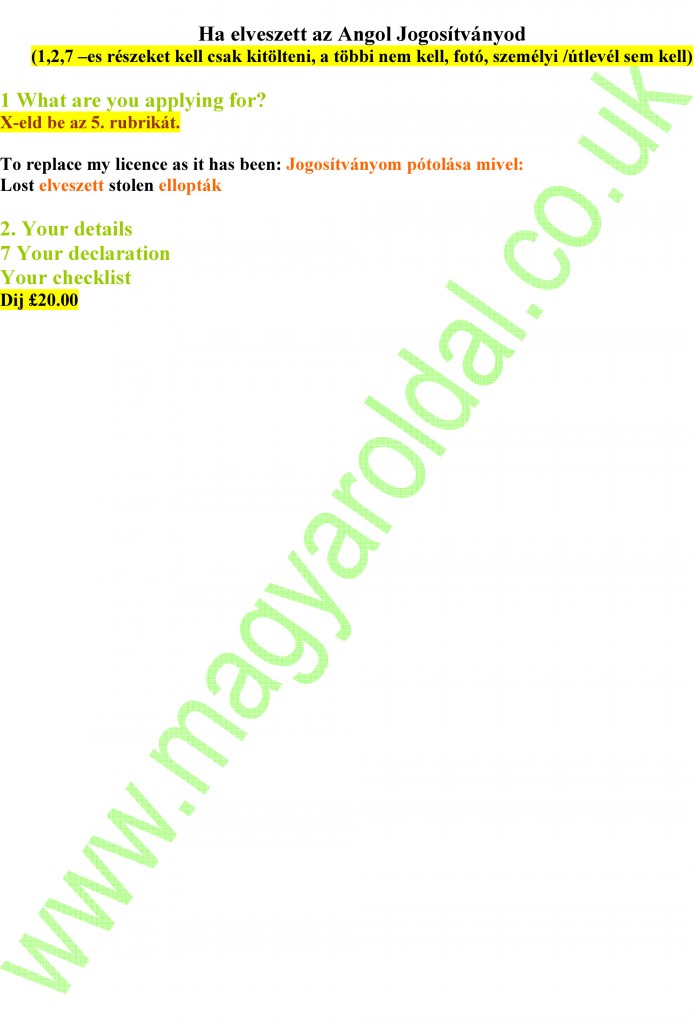 Ha elveszett az Angol Jogosítványod
(1,2,7 –es részeket kell csak kitölteni, a többi nem kell, fotó, személyi /útlevél sem kell)
1 What are you applying for?
X-eld be az 5. rubrikát.
To replace my licence as it has been: Jogosítványom pótolása mivel:
Lost elveszett stolen ellopták
2. Your details
7 Your declaration
Your checklist
Dij £20.00
www.magyaroldal.co.uk